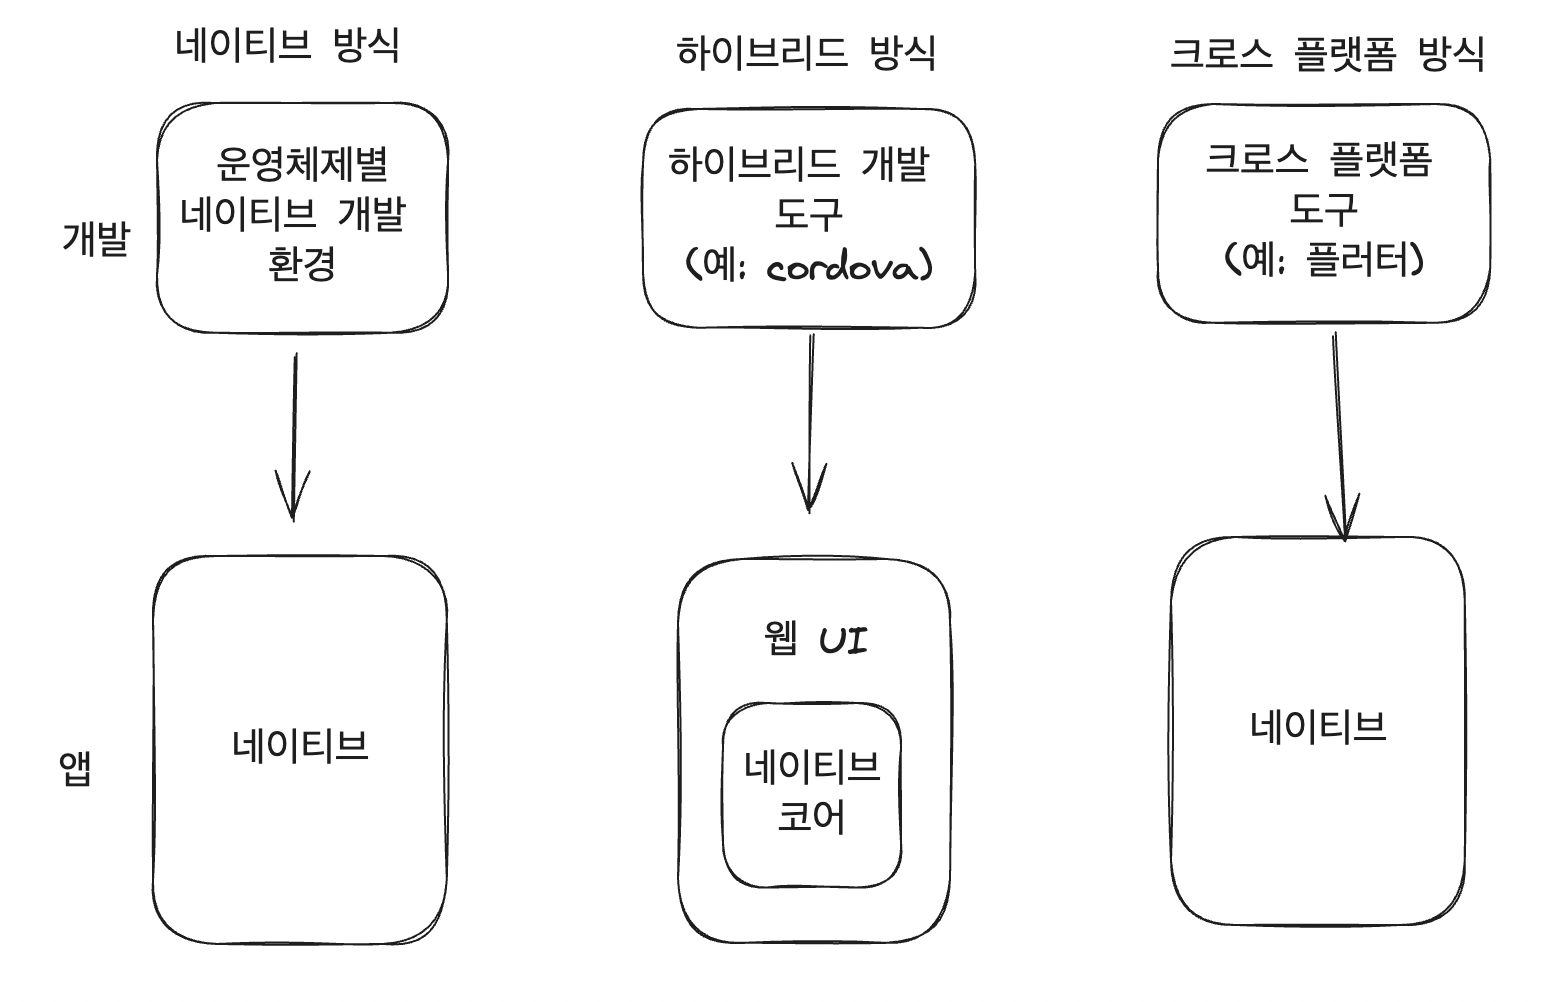 네이티브 방식
하이브리드 방식
크로스 플랫폼 방식
개발
운영체제별
네이티브 개발
환경
하이브리드 개발
도구
(예: cordova)
크로스 플랫폼
도구
(예: 플러터)
앱
네이티브
웹 UI
네이티브
코어
네이티브